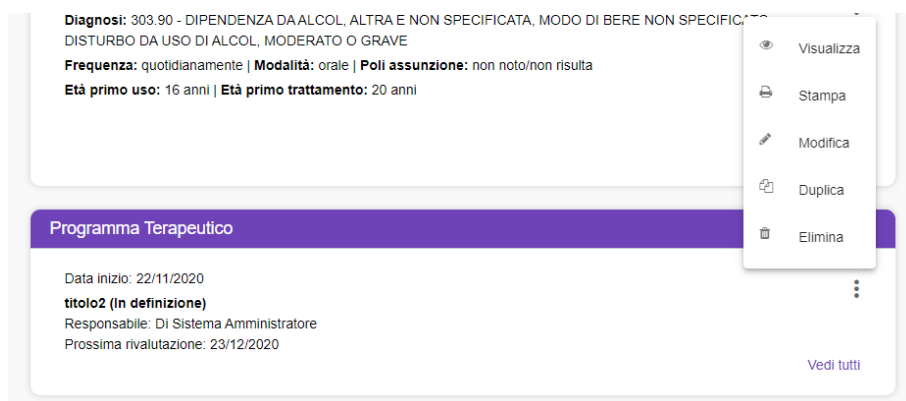 Diagnosi: 303.90 - DIPENDENZA DA ALCOL, ALTRA E NON SPECIFICATA, MODO DI BERE NON SPECIFICATO
DISTURBO DA USO DI ALCOL, MODERATO O GRAVE
Frequenza: quotidianamente | Modalità: orale | Poli assunzione: non noto/non risulta
Età primo uso: 16 anni | Età primo trattamento: 20 anni
Visualizza
Stampa
Modifica
Duplica
Elimina
Programma Terapeutico
Data inizio: 22/11/2020
titolo2 (In definizione)
Responsabile: Di Sistema Amministratore
Prossima rivalutazione: 23/12/2020
Vedi tutti